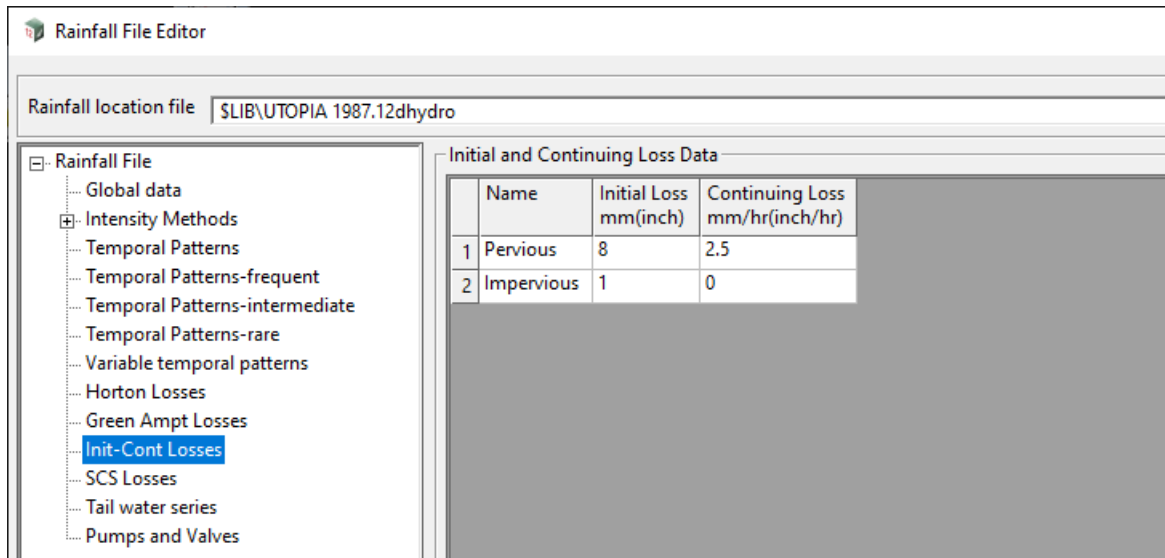 Rainfall File Editor
Rainfall location file $LIB\UTOPIA 1987.12dhydro
Rainfall File
Global data
Intensity Methods
Temporal Patterns
Temporal Patterns-frequent
Temporal Patterns-intermediate
Temporal Patterns-rare
Variable temporal patterns
Horton Losses
Green Ampt Losses
Init-Cont Losses
SCS Losses
Tail water series
Pumps and Valves
Initial and Continuing Loss Data
Name Initial Loss Continuing Loss
mm(inch) mm/hr(inch/hr)
1 Pervious 8 2.5
2 Impervious 1 0